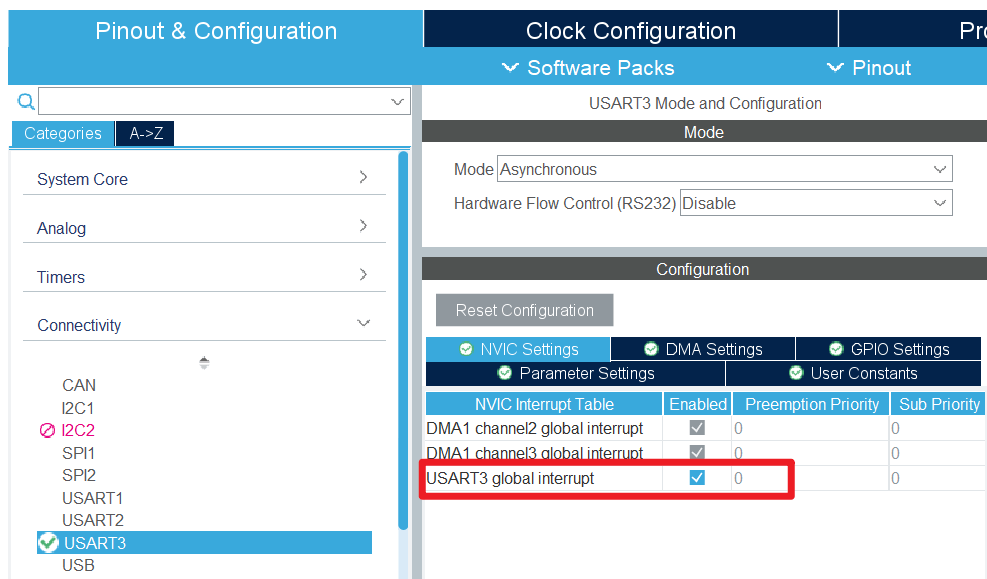 Pinout & Configuration
Clock Configuration
Pro
Software Packs
Pinout
Categories
A->Z
System Core
Analog
Timers
Connectivity
CAN
I2C1
I2C2
SPI1
SPI2
USART1
USART2
USART3
USB
USART3 Mode and Configuration
Mode
Mode Asynchronous
Hardware Flow Control (RS232) Disable
Configuration
Reset Configuration
NVIC Settings
DMA Settings
GPIO Settings
Parameter Settings
User Constants
NVIC Interrupt Table Enabled Preemption Priority Sub Priority
DMA1 channel2 global interrupt 0 0
DMA1 channel3 global interrupt 0 0
USART3 global interrupt 0 0